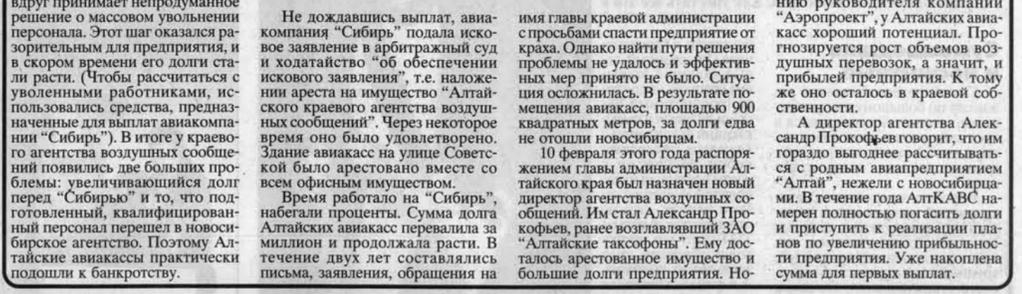 вдруг принимает непродуманное
решение о массовом увольнении
персонала. Этот шаг оказался ра-
зорительным для предприятия, и
в скором времени его долги ста-
ли расти. (Чтобы рассчитаться с
уволенными работниками, ис-
пользовались средства, предназ-
наченные для выплат авиакомпа-
нии “Сибирь”). В итоге у краево-
го агентства воздушных сообще-
ний появились две больших про-
блемы: увеличивающийся долг
перед “Сибирью” и то, что под-
готовленный, квалифицирован-
ный персонал перешел в новоси-
бирское агентство. Поэтому Ал-
тайские авиакассы практически
подошли к банкротству.
Не дождавшись выплат, авиа-
компания “Сибирь” подала иско-
вое заявление в арбитражный суд
и ходатайство “об обеспечении
искового заявления”, т.е. наложе-
нии ареста на имущество “Алтай-
ского краевого агентства воздуш-
ных сообщений”. Через некоторое
время оно было удовлетворено.
Здание авиакасс на улице Советс-
кой было арестовано вместе со
всем офисным имуществом.
Время работало на “Сибирь”,
набегали проценты. Сумма долга
Алтайских авиакасс перевалила за
миллион и продолжала расти. В
течение двух лет составлялись
письма, заявления, обращения на
имя главы краевой администрации
с просьбами спасти предприятие от
краха. Однако найти пути решения
проблемы не удалось и эффектив-
ных мер принято не было. Ситуа-
ция осложнилась. В результате по-
мещения авиакасс, площадью 900
квадратных метров, за долги едва
не отошли новосибирцам.
10 февраля этого года распоря-
жением главы администрации Ал-
тайского края был назначен новый
директор агентства воздушных со-
общений. Им стал Александр Про-
кофьев, ранее возглавлявший ЗАО
“Алтайские таксофоны”. Ему дос-
талось арестованное имущество и
большие долги предприятия. Но-
нию руководителя компании
“Аэропроект”, у Алтайских авиа-
касс хороший потенциал. Про-
гнозируется рост объемов воз-
душных перевозок, а значит, и
прибылей предприятия. К тому
же оно осталось в краевой соб-
ственности.
А директор агентства Алек-
сандр Прокофьев говорит, что им
гораздо выгоднее рассчитывать-
ся с родным авиапредприятием
“Алтай”, нежели с новосибирца-
ми. В течение года АлтКАВС на-
мерен полностью погасить долги
и приступить к реализации пла-
нов по увеличению прибыльнос-
ти предприятия. Уже накоплена
сумма для первых выплат.